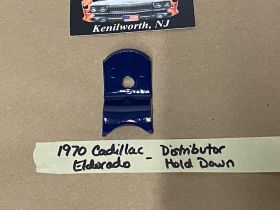 Kenilworth, NJ
1970 Cadillac Distributor
Eldorado - Hold Down